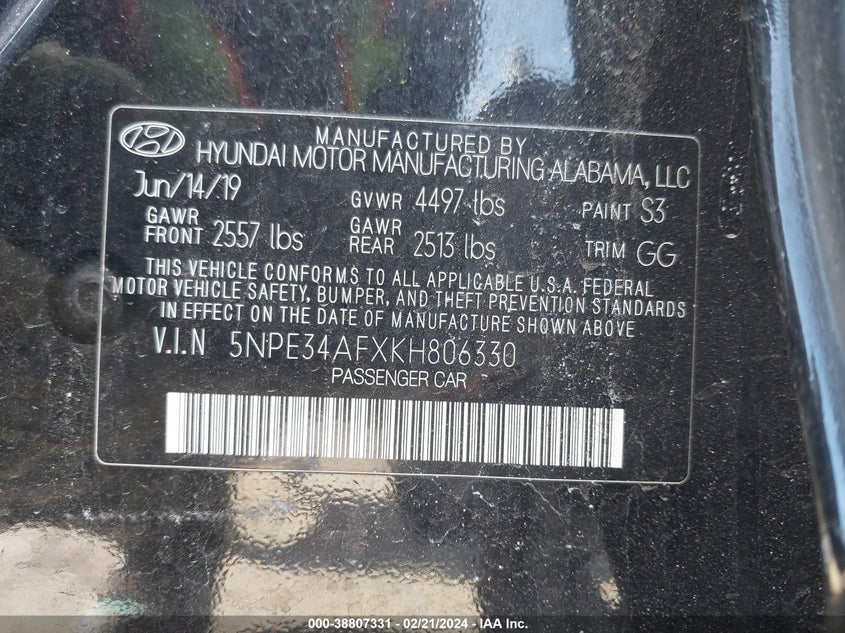 MANUFACTURED BY
HYUNDAI MOTOR MANUFACTURING ALABAMA, LLC
Jun/14/19 GVWR 4497 lbs PAINT S3
GAWR FRONT 2557 lbs GAWR REAR 2513 lbs TRIM GG
THIS VEHICLE CONFORMS TO ALL APPLICABLE U.S.A. FEDERAL
MOTOR VEHICLE SAFETY, BUMPER, AND THEFT PREVENTION STANDARDS
IN EFFECT ON THE DATE OF MANUFACTURE SHOWN ABOVE
V.I.N 5NPE34AFXKH806330
PASSENGER CAR
000-38807331 - 02/21/2024 - IAA Inc.